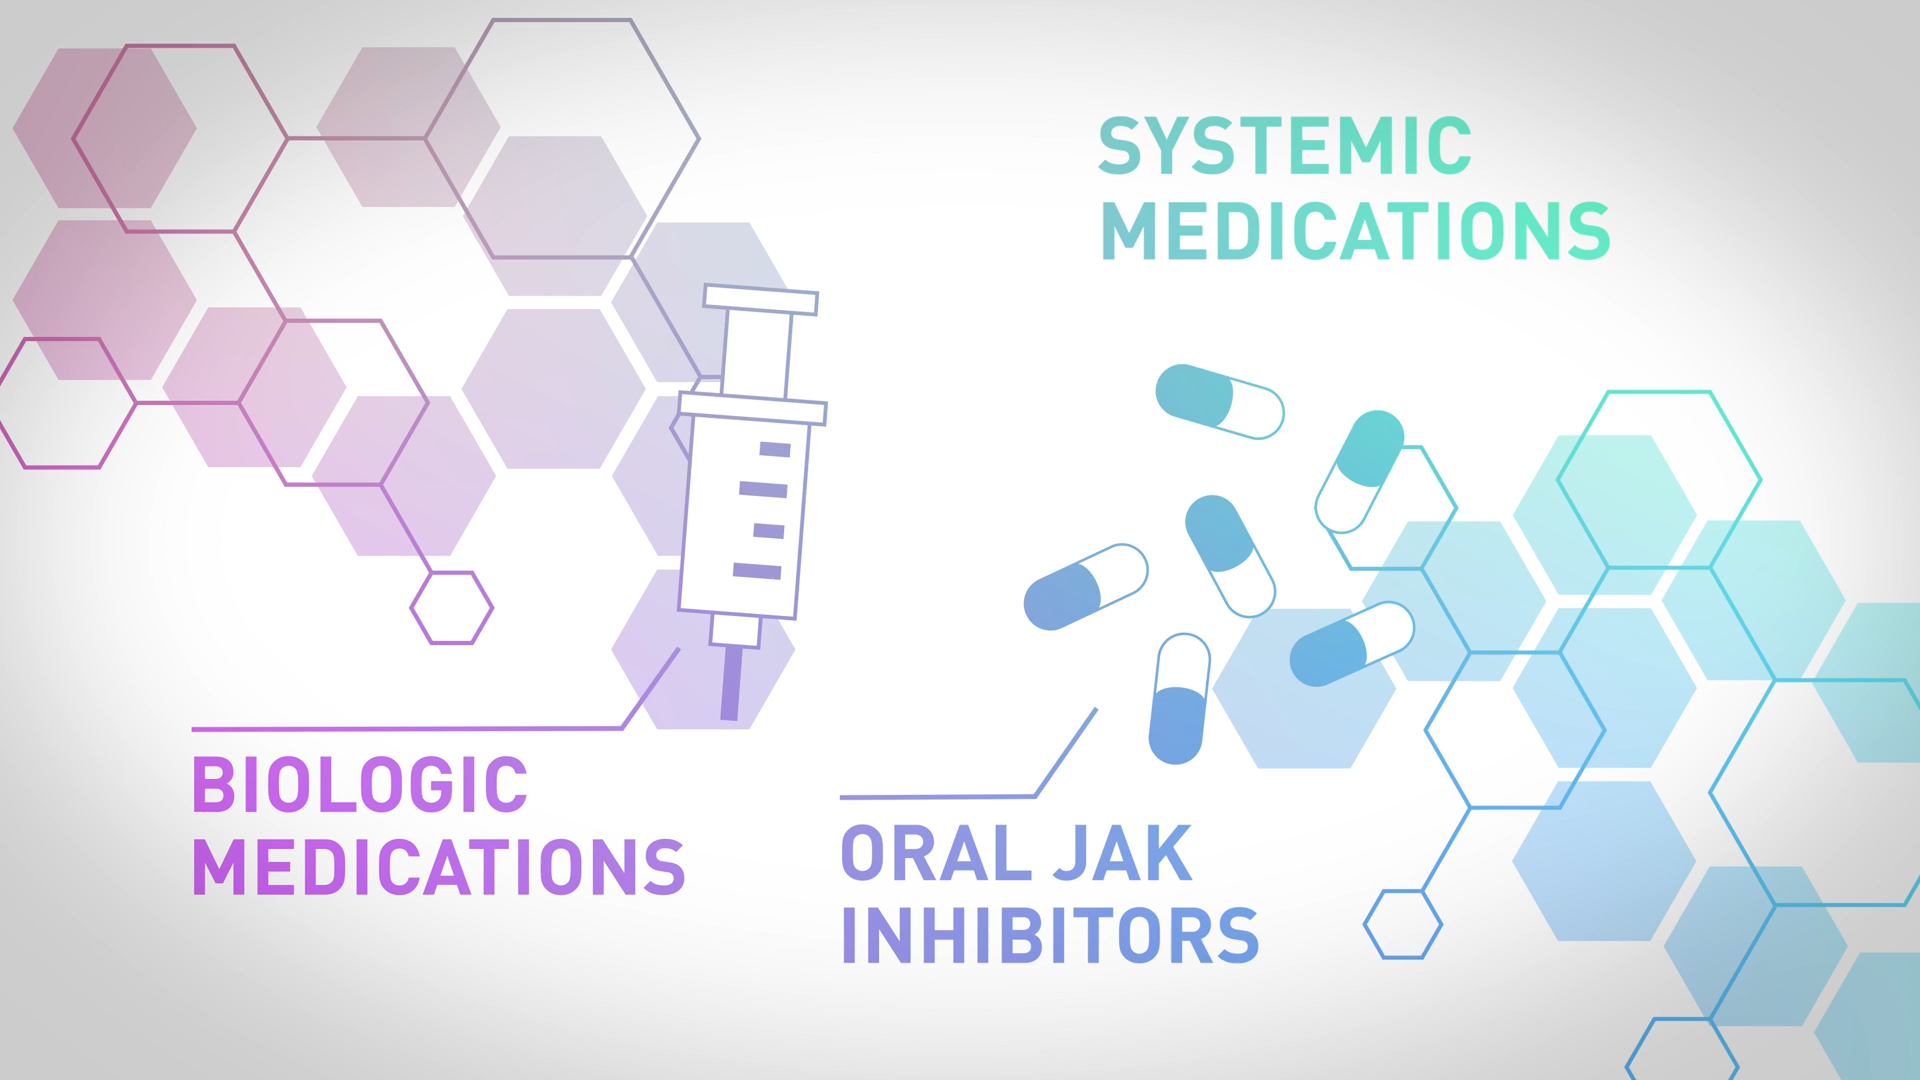 SYSTEMIC
MEDICATIONS
BIOLOGIC
MEDICATIONS
ORAL JAK
INHIBITORS